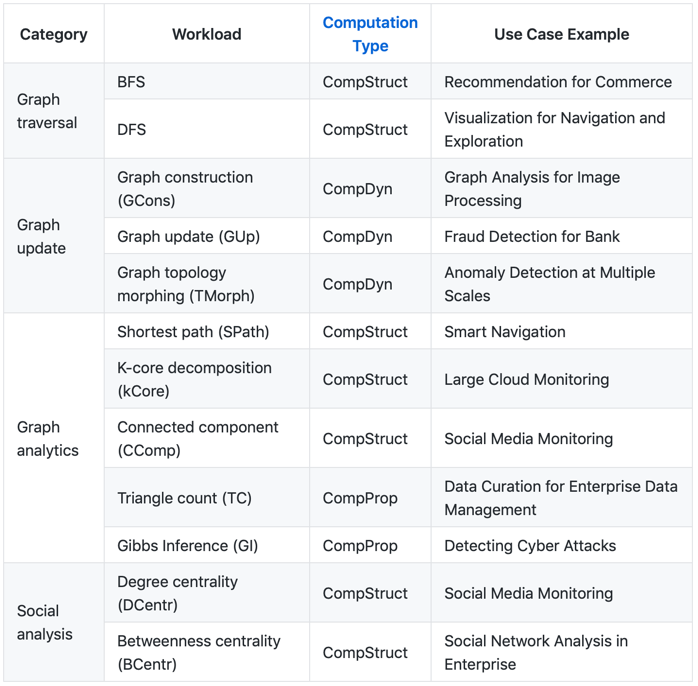 Category Workload Computation Type Use Case Example
Graph traversal
BFS CompStruct Recommendation for Commerce
DFS CompStruct Visualization for Navigation and Exploration
Graph update
Graph construction (GCons) CompDyn Graph Analysis for Image Processing
Graph update (GUp) CompDyn Fraud Detection for Bank
Graph topology morphing (TMorph) CompDyn Anomaly Detection at Multiple Scales
Graph analytics
Shortest path (SPath) CompStruct Smart Navigation
K-core decomposition (kCore) CompStruct Large Cloud Monitoring
Connected component (CComp) CompStruct Social Media Monitoring
Triangle count (TC) CompProp Data Curation for Enterprise Data Management
Gibbs Inference (GI) CompProp Detecting Cyber Attacks
Social analysis
Degree centrality (DCentr) CompStruct Social Media Monitoring
Betweenness centrality (BCentr) CompStruct Social Network Analysis in Enterprise